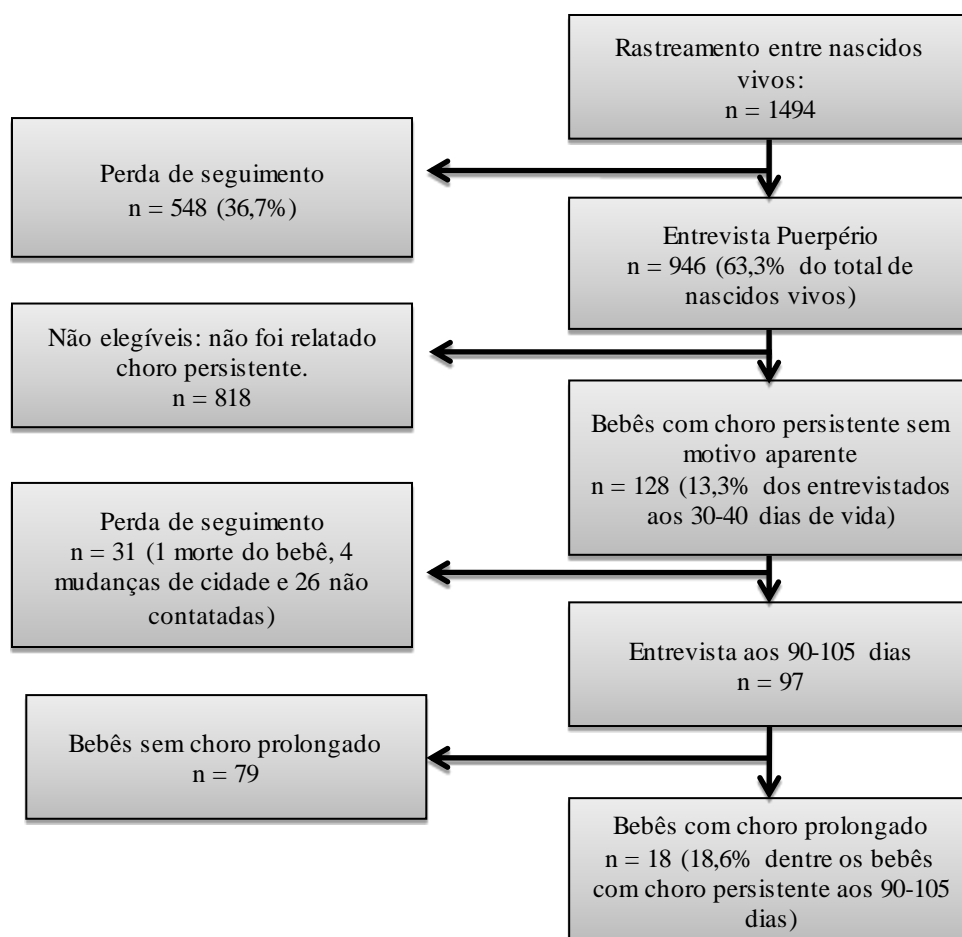 Rastreamento entre nascidos
vivos:
n = 1494
Perda de seguimento
n = 548 (36,7%)
Entrevista Puerpério
n = 946 (63,3% do total de
nascidos vivos)
Não elegíveis: não foi relatado
choro persistente.
n = 818
Bebês com choro persistente sem
motivo aparente
n = 128 (13,3% dos entrevistados
aos 30-40 dias de vida)
Perda de seguimento
n = 31 (1 morte do bebê, 4
mudanças de cidade e 26 não
contatadas)
Entrevista aos 90-105 dias
n = 97
Bebês sem choro prolongado
n = 79
Bebês com choro prolongado
n = 18 (18,6% dentre os bebês
com choro persistente aos 90-105
dias)